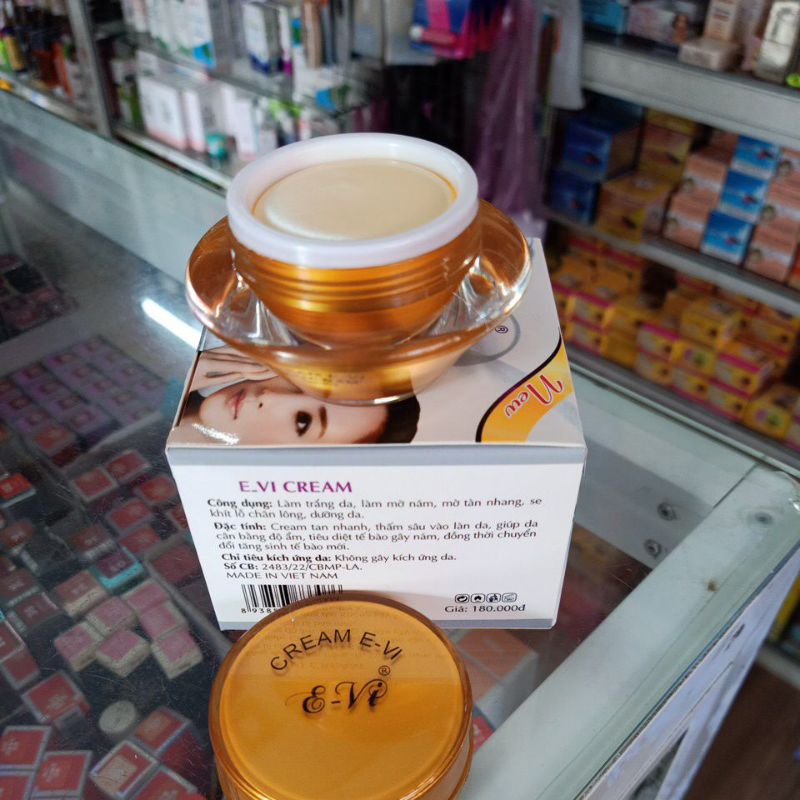 New
E_VI CREAM
Công dụng: Làm trắng da, làm mờ nám, mờ tàn nhang, se
khít lỗ chân lông, dưỡng da.
Đặc tính: Cream tan nhanh, thấm sâu vào làn da, giúp da
cân bằng độ ẩm, tiêu diệt tế bào gây nám, đồng thời chuyển
đổi tăng sinh tế bào mới.
Chỉ tiêu kích ứng da: Không gây kích ứng da.
Số CB: 2483/22/CBMP-LA.
MADE IN VIET NAM
Giá: 180.000đ
CREAM E-VI
E-Vi®